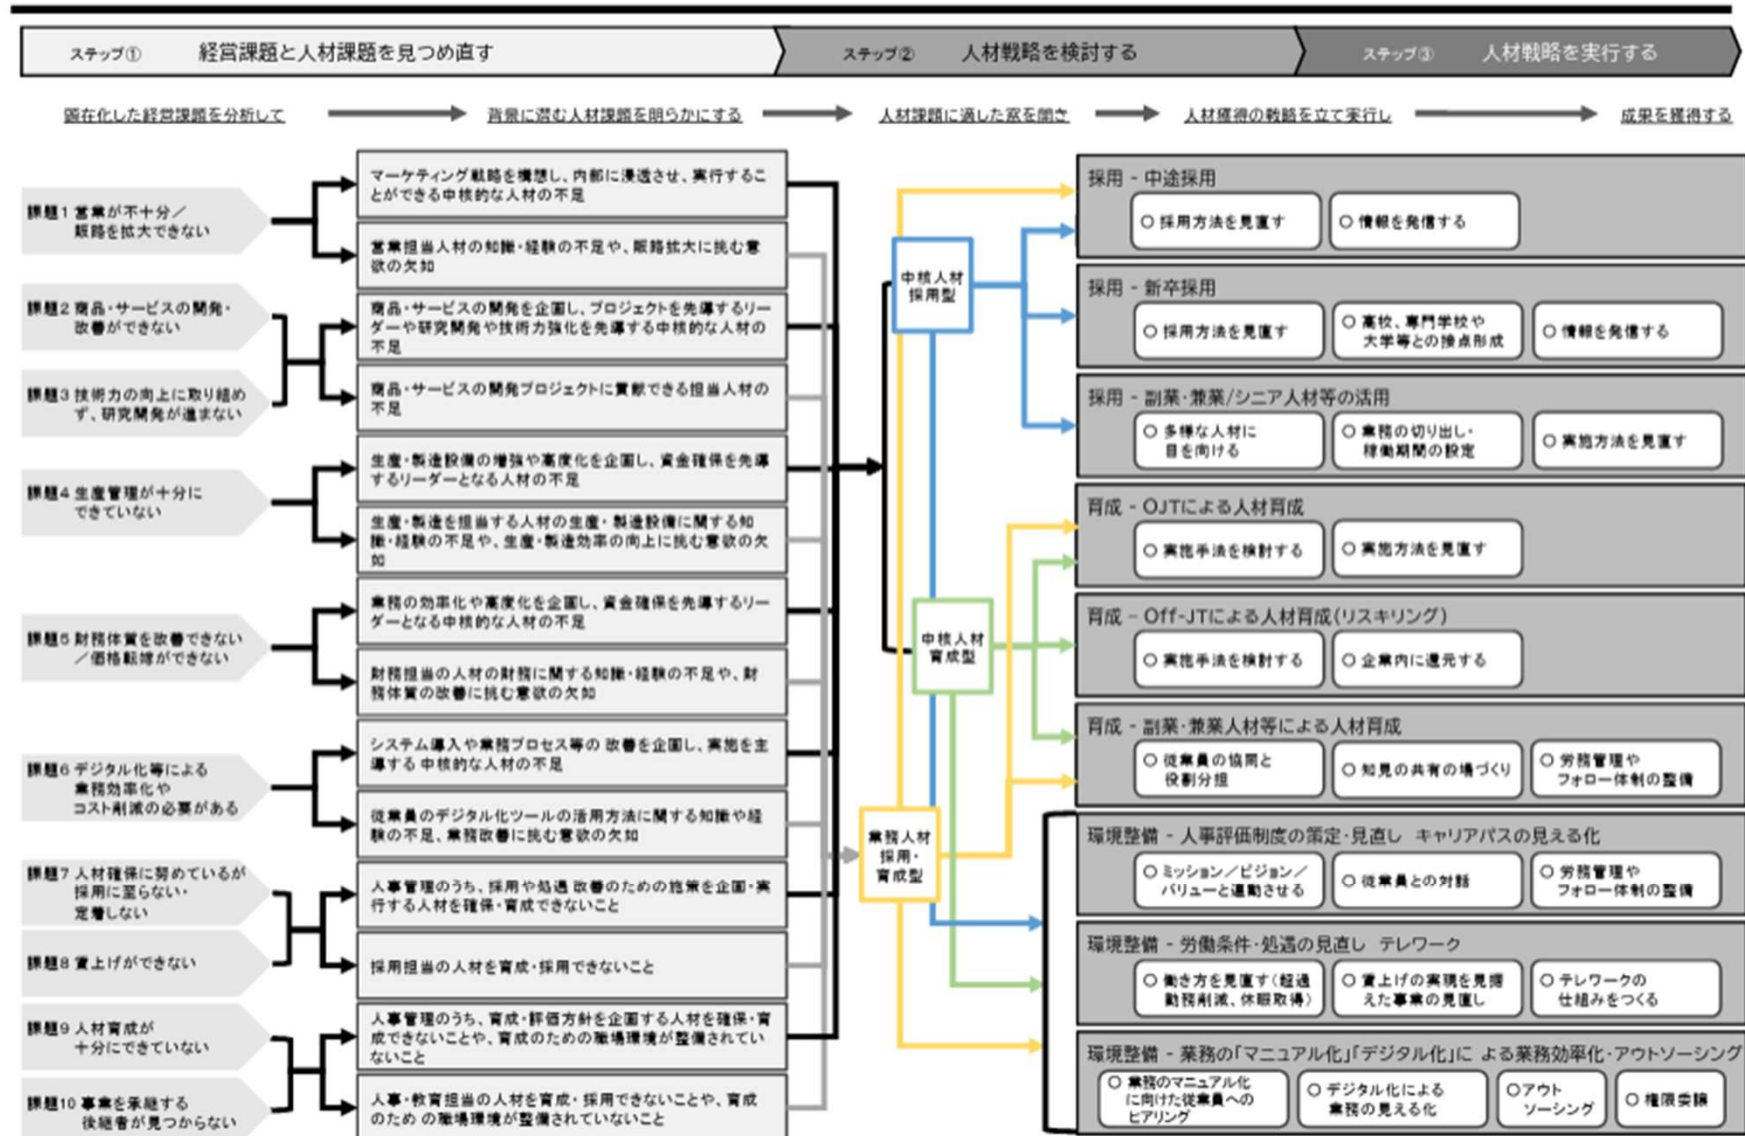 ステップ① 経営課題と人材課題を見つめ直す
ステップ② 人材戦略を検討する
ステップ③ 人材戦略を実行する
顕在化した経営課題を分析して
背景に潜む人材課題を明らかにする
人材課題に適した窓を開き
人材獲得の戦略を立て実行し
成果を獲得する
課題1 営業が不十分／
販路を拡大できない
課題2 商品・サービスの開発・
改善ができない
課題3 技術力の向上に取り組め
ず、研究開発が進まない
課題4 生産管理が十分に
できていない
課題5 財務体質を改善できない
／価格転嫁ができない
課題6 デジタル化等による
業務効率化や
コスト削減の必要がある
課題7 人材確保に努めているが
採用に至らない・
定着しない
課題8 賃上げができない
課題9 人材育成が
十分にできていない
課題10 事業を承継する
後継者が見つからない
マーケティング戦略を構想し、内部に浸透させ、実行するこ
とができる中核的な人材の不足
営業担当人材の知識・経験の不足や、販路拡大に挑む意
欲の欠如
商品・サービスの開発を企画し、プロジェクトを先導するリー
ダーや研究開発や技術力強化を先導する中核的な人材の
不足
商品・サービスの開発プロジェクトに貢献できる担当人材の
不足
生産・製造設備の増強や高度化を企画し、資金確保を先導
するリーダーとなる人材の不足
生産・製造を担当する人材の生産・製造設備に関する知
識・経験の不足や、生産・製造効率の向上に挑む意欲の欠
如
業務の効率化や高度化を企画し、資金確保を先導するリー
ダーとなる中核的な人材の不足
財務担当の人材の財務に関する知識・経験の不足や、財
務体質の改善に挑む意欲の欠如
システム導入や業務プロセス等の 改善を企画し、実施を主
導する 中核的な人材の不足
従業員のデジタル化ツールの活用方法に関する知識や経
験の不足、業務改善に挑む意欲の欠如
人事管理のうち、採用や処遇 改善のための施策を企画・実
行する人材を確保・育成できないこと
採用担当の人材を育成・採用できないこと
人事管理のうち、育成・評価方針を企画する人材を確保・育
成できないことや、育成のための職場環境が整備されてい
ないこと
人事・教育担当の人材を育成・採用できないことや、育成
のため の職場環境が整備されていないこと
中核人材
採用型
中核人材
育成型
業務人材
採用・
育成型
採用 - 中途採用
○ 採用方法を見直す
○ 情報を発信する
採用 - 新卒採用
○ 採用方法を見直す
○ 高校、専門学校や
大学等との接点形成
○ 情報を発信する
採用 - 副業・兼業/シニア人材等の活用
○ 多様な人材に
目を向ける
○ 業務の切り出し・
稼働期間の設定
○ 実施方法を見直す
育成 - OJTによる人材育成
○ 実施手法を検討する
○ 実施方法を見直す
育成 - Off-JTによる人材育成（リスキリング）
○ 実施手法を検討する
○ 企業内に還元する
育成 - 副業・兼業人材等による人材育成
○ 従業員の協同と
役割分担
○ 知見の共有の場づくり
○ 労務管理や
フォロー体制の整備
環境整備 - 人事評価制度の策定・見直し キャリアパスの見える化
○ ミッション／ビジョン／
バリューと連動させる
○ 従業員との対話
○ 労務管理や
フォロー体制の整備
環境整備 - 労働条件・処遇の見直し テレワーク
○ 働き方を見直す（超過
勤務削減、休暇取得）
○ 賃上げの実現を見据
えた事業の見直し
○ テレワークの
仕組みをつくる
環境整備 - 業務の「マニュアル化」「デジタル化」に よる業務効率化・アウトソーシング
○ 業務のマニュアル化
に向けた従業員への
ヒアリング
○ デジタル化による
業務の見える化
○アウト
ソーシング
○ 権限委譲